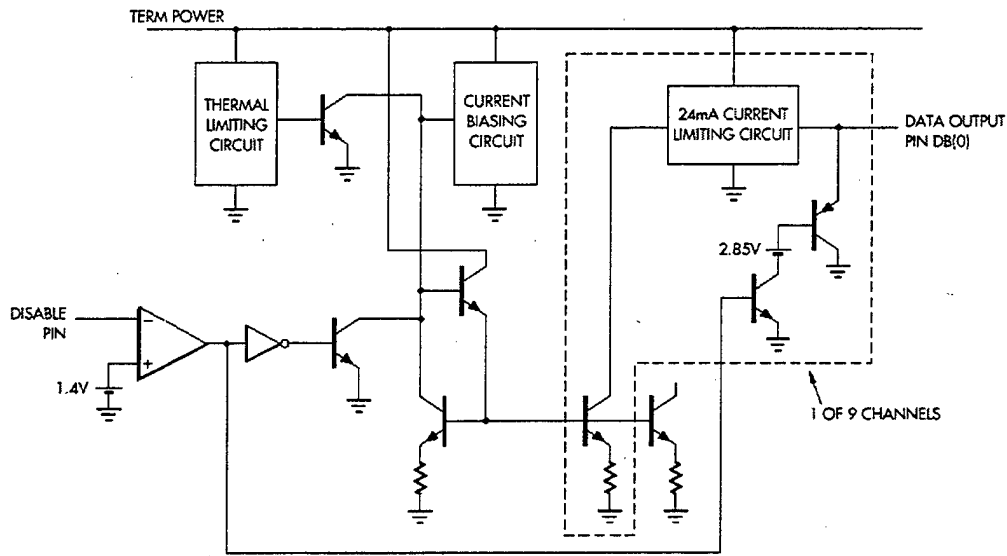 TERM POWER
THERMAL
LIMITING
CIRCUIT
CURRENT
BIASING
CIRCUIT
24mA CURRENT
LIMITING CIRCUIT
DATA OUTPUT
PIN DB(0)
2.85V
DISABLE
PIN
−
+
1.4V
1 OF 9 CHANNELS